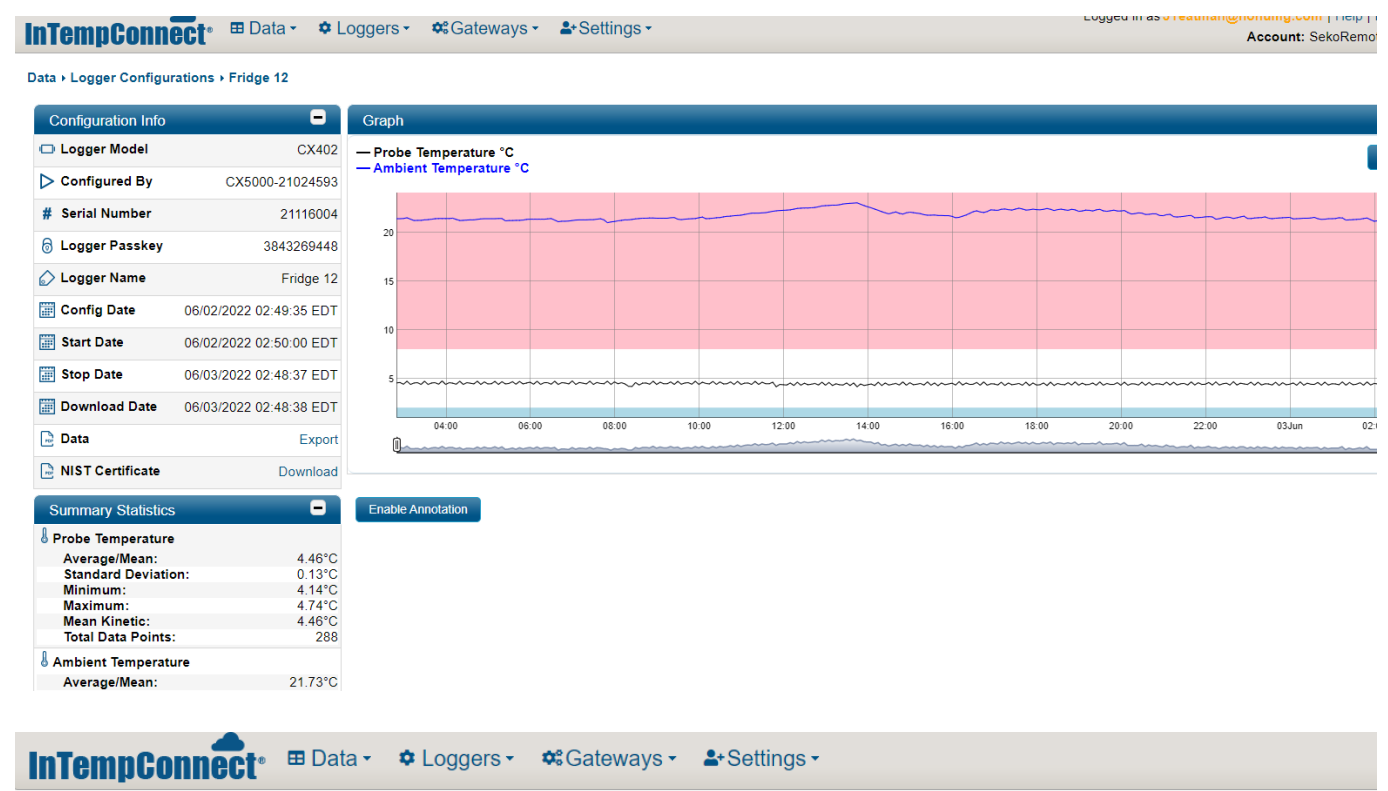 InTempConnect® Data Loggers Gateways Settings
Logged in as | Help |
Account: SekoRemot
Data › Logger Configurations › Fridge 12
Configuration Info
Logger Model CX402
Configured By CX5000-21024593
# Serial Number 21116004
Logger Passkey 3843269448
Logger Name Fridge 12
Config Date 06/02/2022 02:49:35 EDT
Start Date 06/02/2022 02:50:00 EDT
Stop Date 06/03/2022 02:48:37 EDT
Download Date 06/03/2022 02:48:38 EDT
Data Export
NIST Certificate Download
Summary Statistics
Probe Temperature
Average/Mean: 4.46°C
Standard Deviation: 0.13°C
Minimum: 4.14°C
Maximum: 4.74°C
Mean Kinetic: 4.46°C
Total Data Points: 288
Ambient Temperature
Average/Mean: 21.73°C
Graph
— Probe Temperature °C
— Ambient Temperature °C
20
15
10
5
04:00 06:00 08:00 10:00 12:00 14:00 16:00 18:00 20:00 22:00 03Jun 02:
Enable Annotation
InTempConnect® Data Loggers Gateways Settings